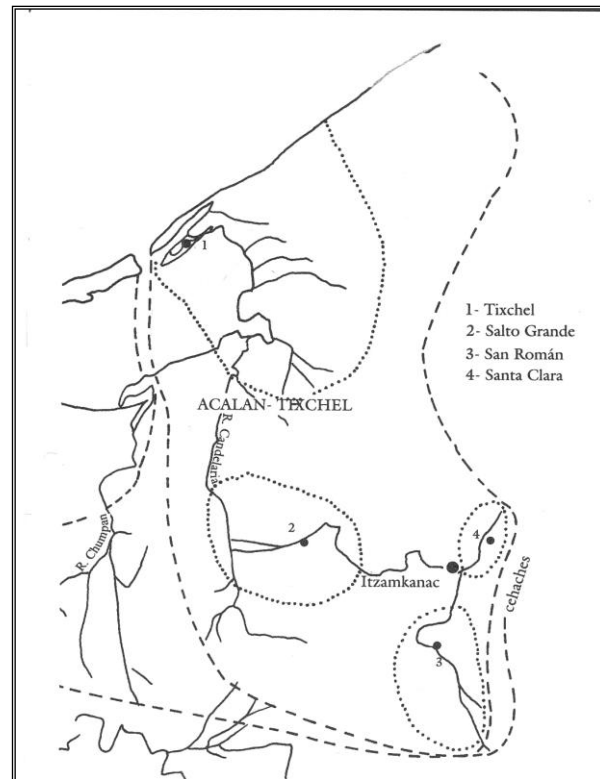 1
1- Tixchel
2- Salto Grande
3- San Román
4- Santa Clara
ACALAN- TIXCHEL
R. Candelaria
R. Chumpan
2
4
Itzamkanac
cehaches
3